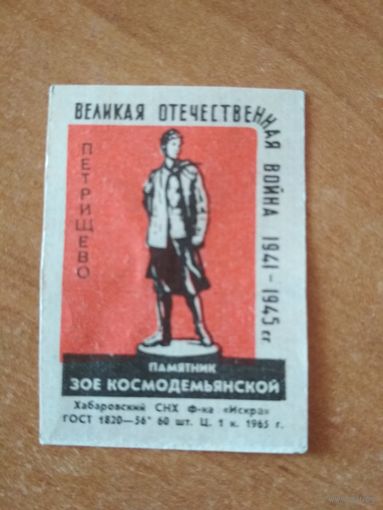 ВЕЛИКАЯ ОТЕЧЕСТВЕННАЯ ВОЙНА 1941-1945 гг
ПЕТРИЩЕВО
ПАМЯТНИК
ЗОЕ КОСМОДЕМЬЯНСКОЙ
Хабаровский СНХ ф-ка «Искра»
ГОСТ 1820—56* 60 шт. Ц. 1 к. 1965 г.